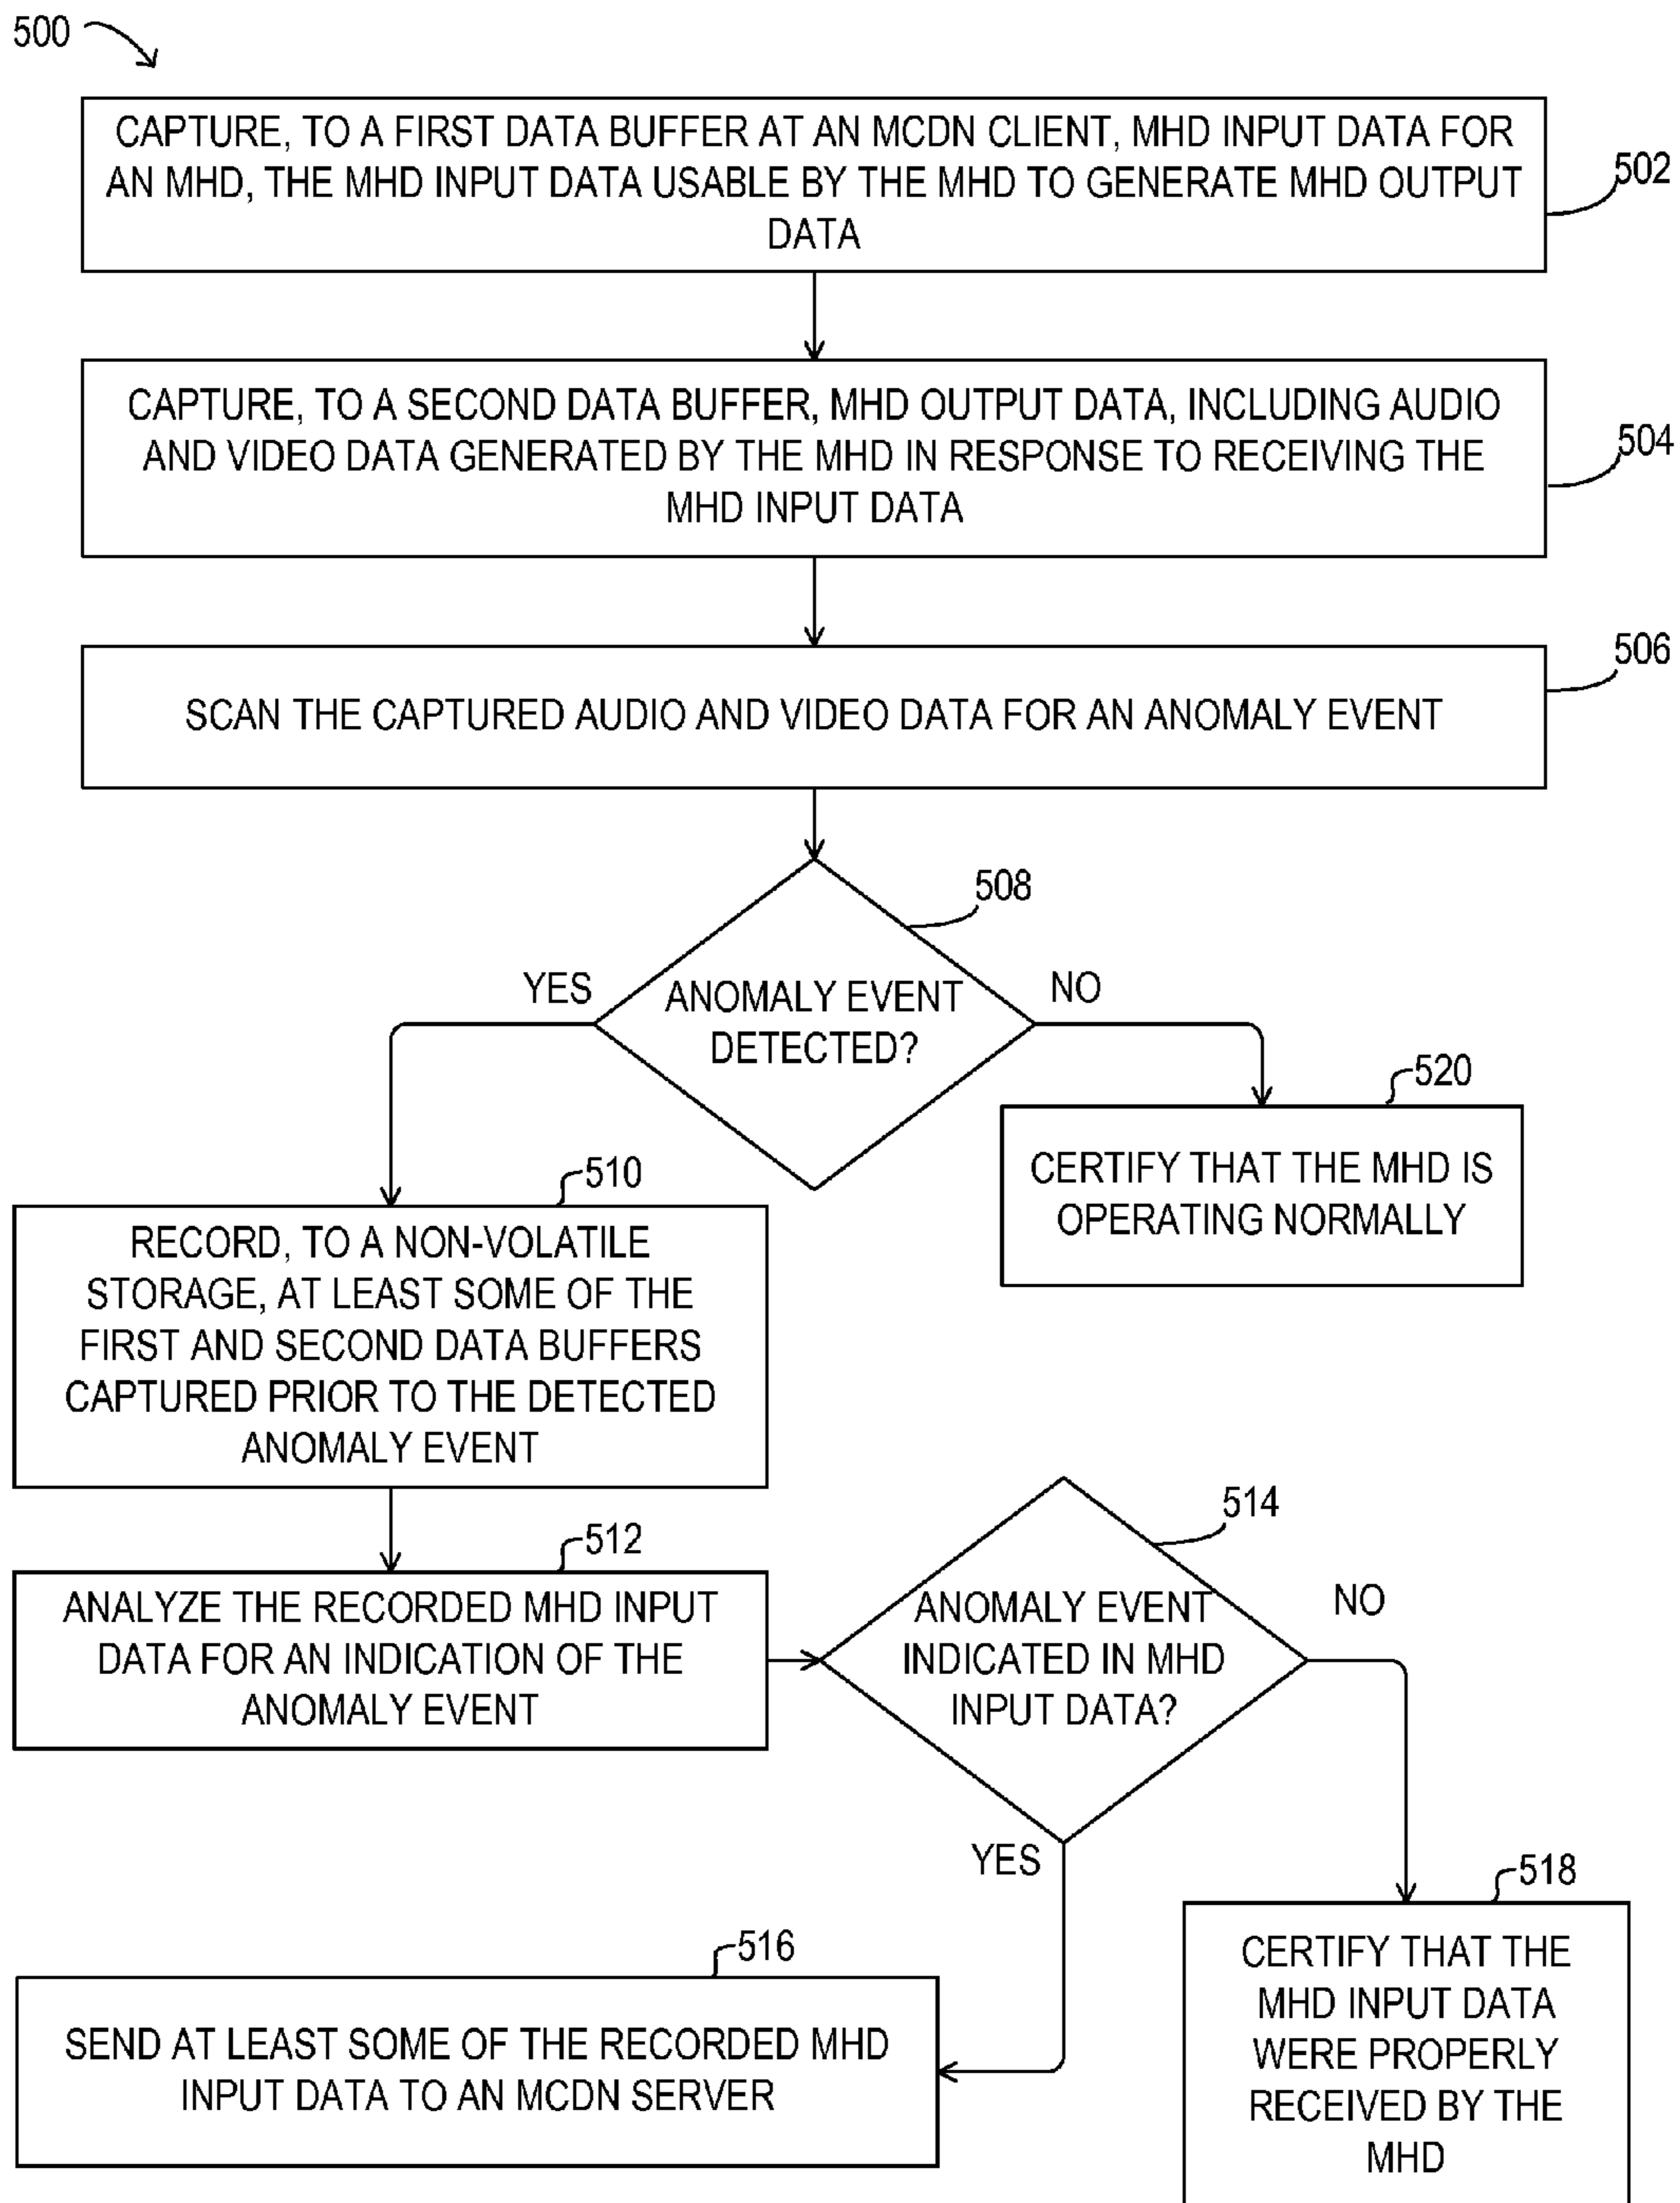 500
CAPTURE, TO A FIRST DATA BUFFER AT AN MCDN CLIENT, MHD INPUT DATA FOR
AN MHD, THE MHD INPUT DATA USABLE BY THE MHD TO GENERATE MHD OUTPUT
DATA
502
CAPTURE, TO A SECOND DATA BUFFER, MHD OUTPUT DATA, INCLUDING AUDIO
AND VIDEO DATA GENERATED BY THE MHD IN RESPONSE TO RECEIVING THE
MHD INPUT DATA
504
506
SCAN THE CAPTURED AUDIO AND VIDEO DATA FOR AN ANOMALY EVENT
508
YES
ANOMALY EVENT
DETECTED?
NO
520
CERTIFY THAT THE MHD IS
OPERATING NORMALLY
510
RECORD, TO A NON-VOLATILE
STORAGE, AT LEAST SOME OF THE
FIRST AND SECOND DATA BUFFERS
CAPTURED PRIOR TO THE DETECTED
ANOMALY EVENT
512
ANALYZE THE RECORDED MHD INPUT
DATA FOR AN INDICATION OF THE
ANOMALY EVENT
514
ANOMALY EVENT
INDICATED IN MHD
INPUT DATA?
NO
YES
516
SEND AT LEAST SOME OF THE RECORDED MHD
INPUT DATA TO AN MCDN SERVER
518
CERTIFY THAT THE
MHD INPUT DATA
WERE PROPERLY
RECEIVED BY THE
MHD